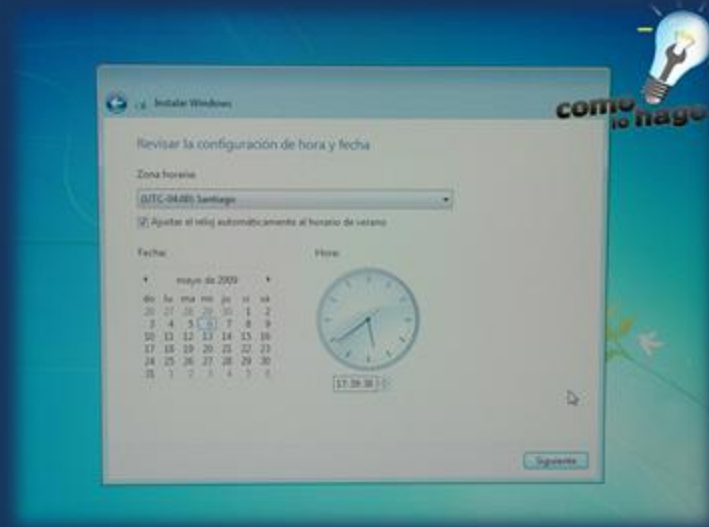 Instalar Windows
como
lo hago
Revisar la configuración de hora y fecha
Zona horaria:
(UTC-04:00) Santiago
Ajustar el reloj automáticamente al horario de verano
Fecha:
Hora:
mayo de 2009
do lu ma mi ju vi sá
26 27 28 29 30 1 2
3 4 5 6 7 8 9
10 11 12 13 14 15 16
17 18 19 20 21 22 23
24 25 26 27 28 29 30
31 1 2 3 4 5 6
17:39:38
Siguiente